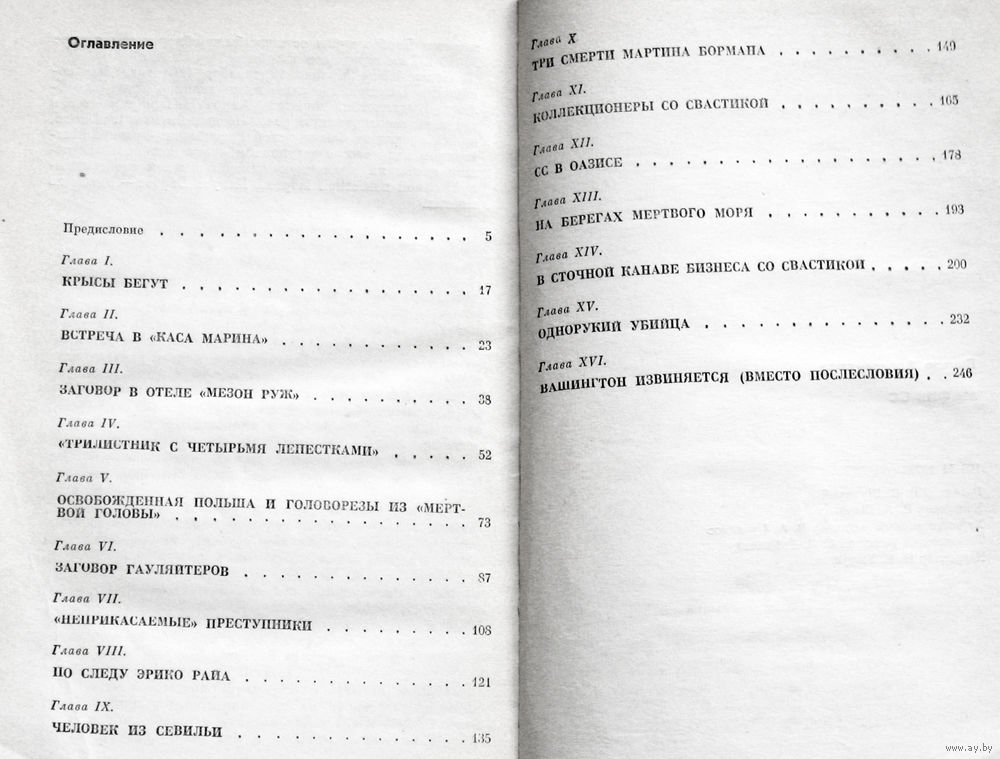 Оглавление
Предисловие . . . . . . . . . . . . . . . . . . 5
Глава I.
КРЫСЫ БЕГУТ . . . . . . . . . . . . . . . . . 17
Глава II.
ВСТРЕЧА В «КАСА МАРИНА» . . . . . . . . . . . 23
Глава III.
ЗАГОВОР В ОТЕЛЕ «МЕЗОН РУЖ» . . . . . . . . . 38
Глава IV.
«ТРИЛИСТНИК С ЧЕТЫРЬМЯ ЛЕПЕСТКАМИ» . . . . . 52
Глава V.
ОСВОБОЖДЕННАЯ ПОЛЬША И ГОЛОВОРЕЗЫ ИЗ «МЕРТ-
ВОЙ ГОЛОВЫ» . . . . . . . . . . . . . . . . . 73
Глава VI.
ЗАГОВОР ГАУЛЯЙТЕРОВ . . . . . . . . . . . . . 87
Глава VII.
«НЕПРИКАСАЕМЫЕ» ПРЕСТУПНИКИ . . . . . . . . . 108
Глава VIII.
ПО СЛЕДУ ЭРИКО РАЙА . . . . . . . . . . . . . 121
Глава IX.
ЧЕЛОВЕК ИЗ СЕВИЛЬИ . . . . . . . . . . . . . 135
Глава X
ТРИ СМЕРТИ МАРТИНА БОРМАНА . . . . . . . . . 149
Глава XI.
КОЛЛЕКЦИОНЕРЫ СО СВАСТИКОЙ . . . . . . . . . 165
Глава XII.
СС В ОАЗИСЕ . . . . . . . . . . . . . . . . . 178
Глава XIII.
НА БЕРЕГАХ МЕРТВОГО МОРЯ . . . . . . . . . . 193
Глава XIV.
В СТОЧНОЙ КАНАВЕ БИЗНЕСА СО СВАСТИКОЙ . . . . . 200
Глава XV.
ОДНОРУКИЙ УБИЙЦА . . . . . . . . . . . . . . 232
Глава XVI.
ВАШИНГТОН ИЗВИНЯЕТСЯ (ВМЕСТО ПОСЛЕСЛОВИЯ) . . 246
www.ay.by